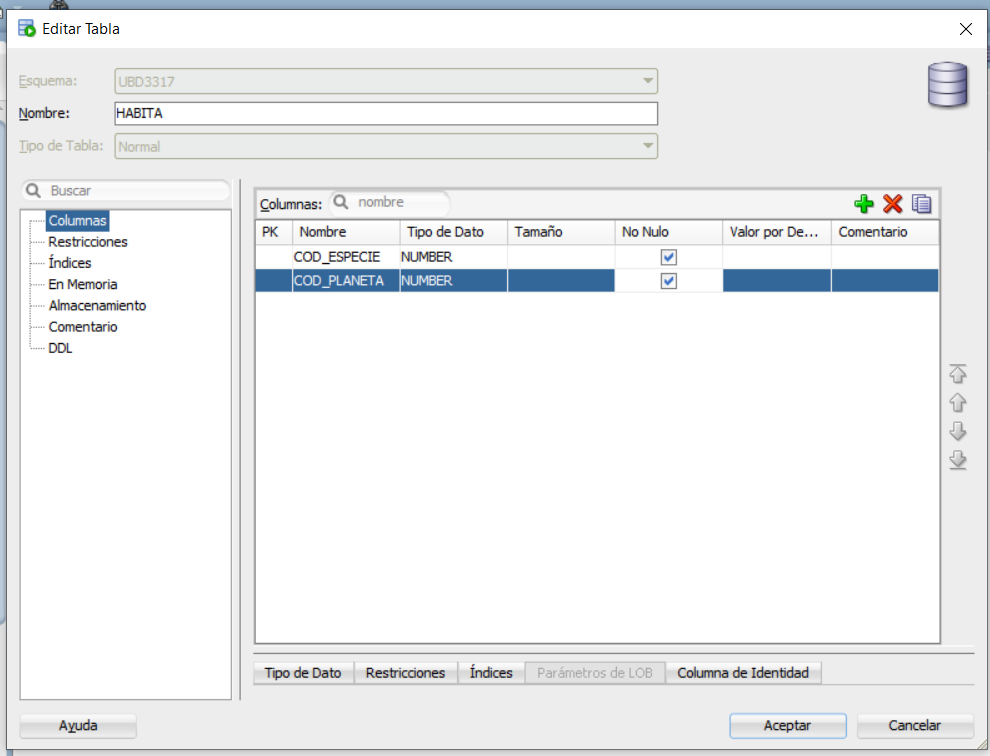 Editar Tabla
Esquema: UBD3317
Nombre: HABITA
Tipo de Tabla: Normal
Buscar
Columnas
Restricciones
Índices
En Memoria
Almacenamiento
Comentario
DDL
Columnas: nombre
PK Nombre Tipo de Dato Tamaño No Nulo Valor por De... Comentario
COD_ESPECIE NUMBER
COD_PLANETA NUMBER
Tipo de Dato Restricciones Índices Parámetros de LOB Columna de Identidad
Ayuda Aceptar Cancelar